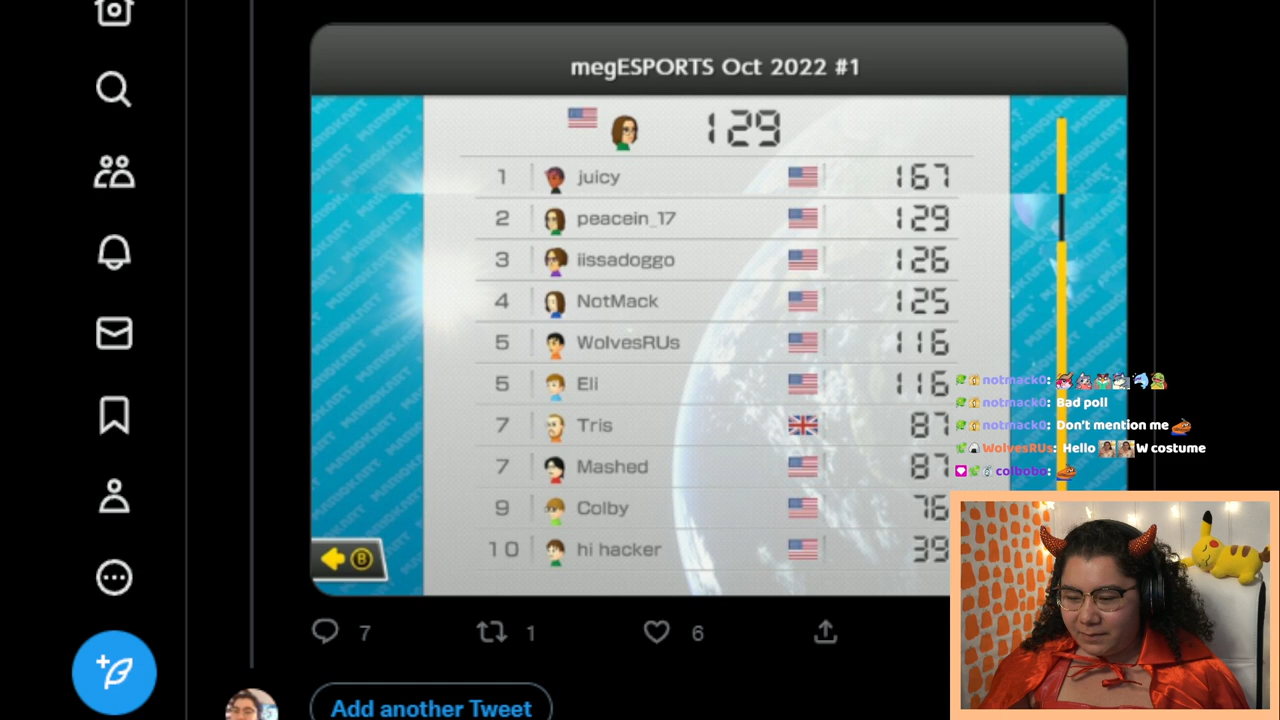 megESPORTS Oct 2022 #1
129
1 juicy 167
2 peacein_17 129
3 iissadoggo 126
4 NotMack 125
5 WolvesRUs 116
5 Eli 116
7 Tris 87
7 Mashed 87
9 Colby 76
10 hi hacker 39
B
MARIOKART
notmack0:
notmack0: Bad poll
notmack0: Don't mention me
WolvesRUs: Hello W costume
colbobo:
7 1 6
Add another Tweet